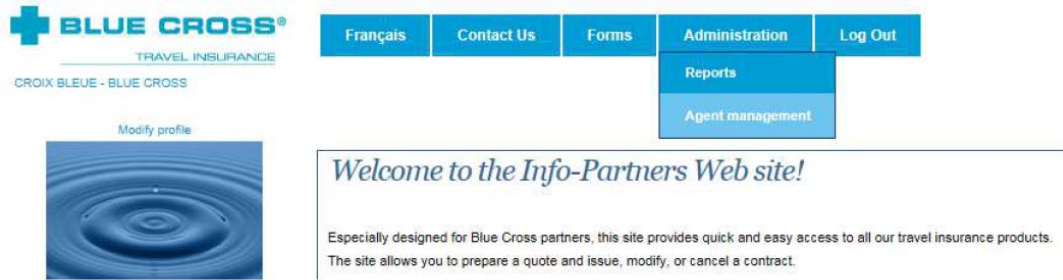 BLUE CROSS®
TRAVEL INSURANCE
CROIX BLEUE - BLUE CROSS
Modify profile
Français Contact Us Forms Administration Log Out
Reports
Agent management
Welcome to the Info-Partners Web site!
Especially designed for Blue Cross partners, this site provides quick and easy access to all our travel insurance products.
The site allows you to prepare a quote and issue, modify, or cancel a contract.